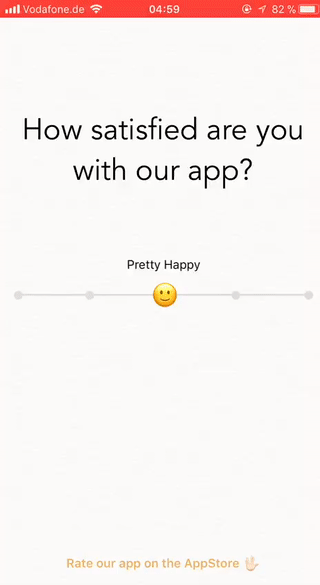 Vodafone.de 04:59 82 %
How satisfied are you
with our app?
Pretty Happy
Rate our app on the AppStore 🖖🏻